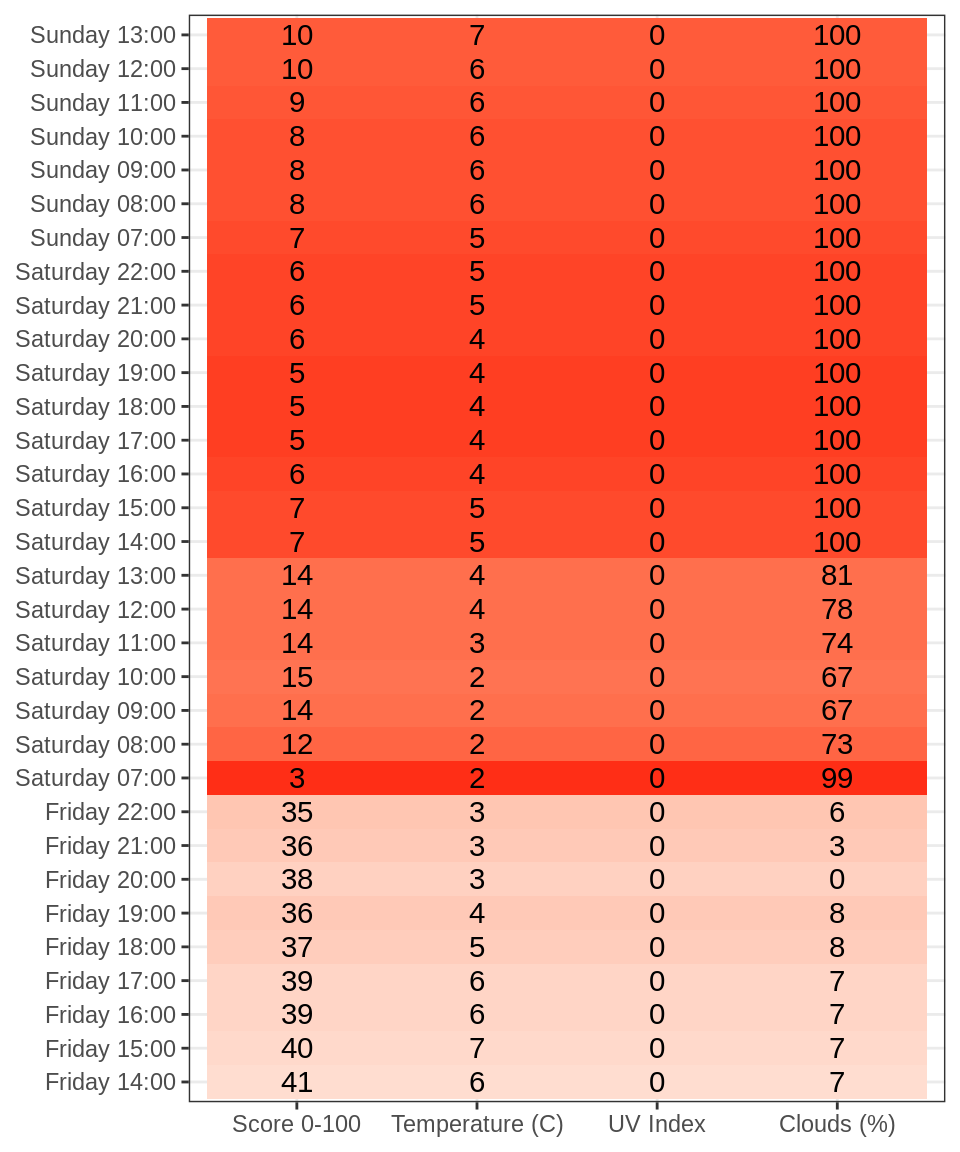 Sunday 13:00 10 7 0 100
Sunday 12:00 10 6 0 100
Sunday 11:00 9 6 0 100
Sunday 10:00 8 6 0 100
Sunday 09:00 8 6 0 100
Sunday 08:00 8 6 0 100
Sunday 07:00 7 5 0 100
Saturday 22:00 6 5 0 100
Saturday 21:00 6 5 0 100
Saturday 20:00 6 4 0 100
Saturday 19:00 5 4 0 100
Saturday 18:00 5 4 0 100
Saturday 17:00 5 4 0 100
Saturday 16:00 6 4 0 100
Saturday 15:00 7 5 0 100
Saturday 14:00 7 5 0 100
Saturday 13:00 14 4 0 81
Saturday 12:00 14 4 0 78
Saturday 11:00 14 3 0 74
Saturday 10:00 15 2 0 67
Saturday 09:00 14 2 0 67
Saturday 08:00 12 2 0 73
Saturday 07:00 3 2 0 99
Friday 22:00 35 3 0 6
Friday 21:00 36 3 0 3
Friday 20:00 38 3 0 0
Friday 19:00 36 4 0 8
Friday 18:00 37 5 0 8
Friday 17:00 39 6 0 7
Friday 16:00 39 6 0 7
Friday 15:00 40 7 0 7
Friday 14:00 41 6 0 7
Score 0-100 Temperature (C) UV Index Clouds (%)